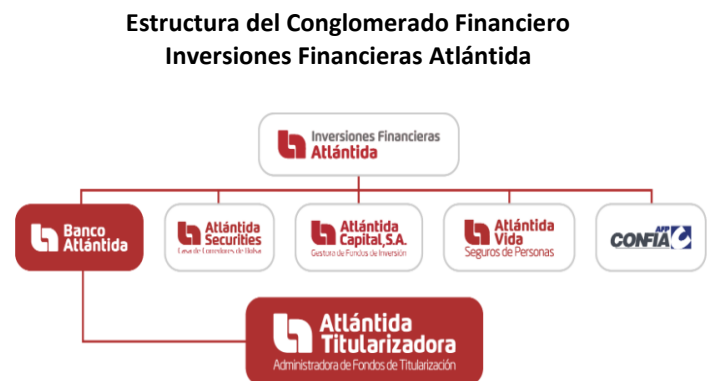 Estructura del Conglomerado Financiero
Inversiones Financieras Atlántida
Inversiones Financieras
Atlántida
Banco
Atlántida
Atlántida
Securities
Casa de Corredores de Bolsa
Atlántida
Capital, S.A.
Gestora de Fondos de Inversión
Atlántida
Vida
Seguros de Personas
AFP
CONFÍA
Atlántida
Titularizadora
Administradora de Fondos de Titularización